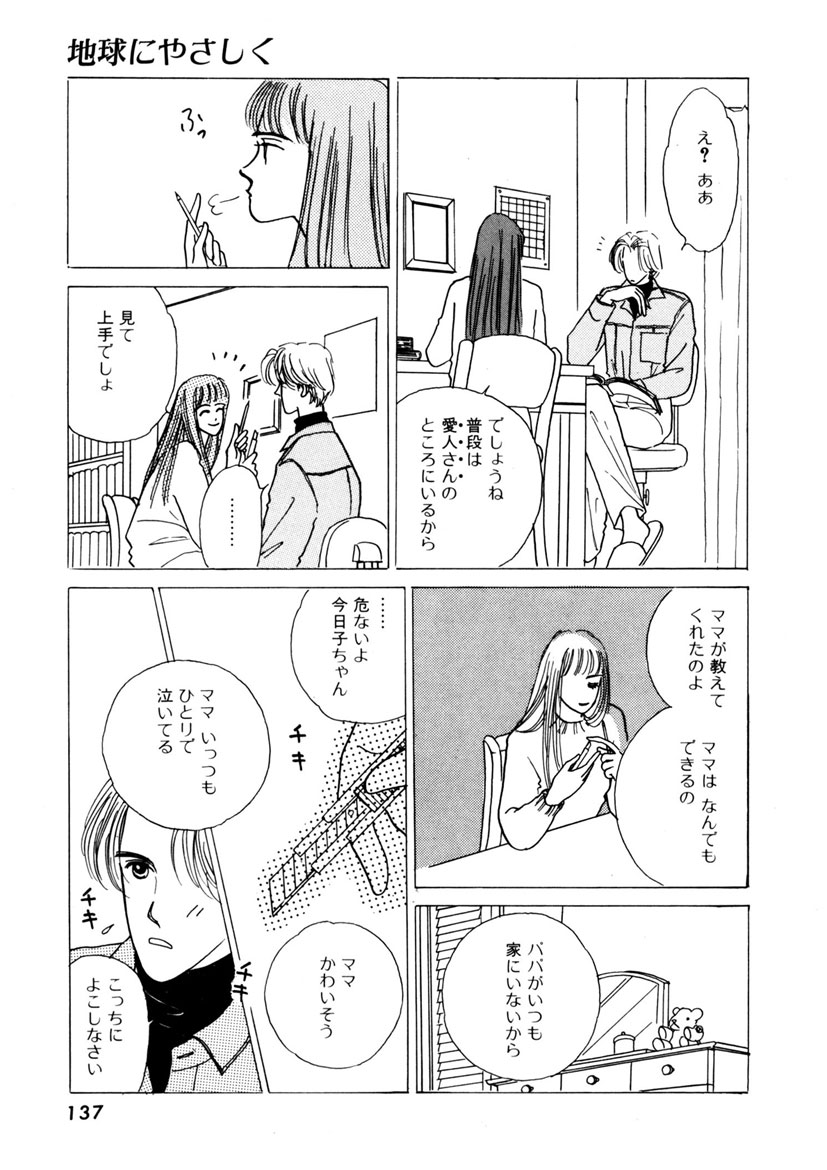 地球にやさしく
え?ああ
でしょうね
普段は
愛人さんの
ところにいるから
ふっ
見て
上手でしょ
………
ママが教えて
くれたのよ
ママは なんでも
できるの
パパがいつも
家にいないから
……
危ないよ
今日子ちゃん
チキ
ママ いっつも
ひとりで
泣いてる
チキ
ママ
かわいそう
チキ
こっちに
よこしなさい
137